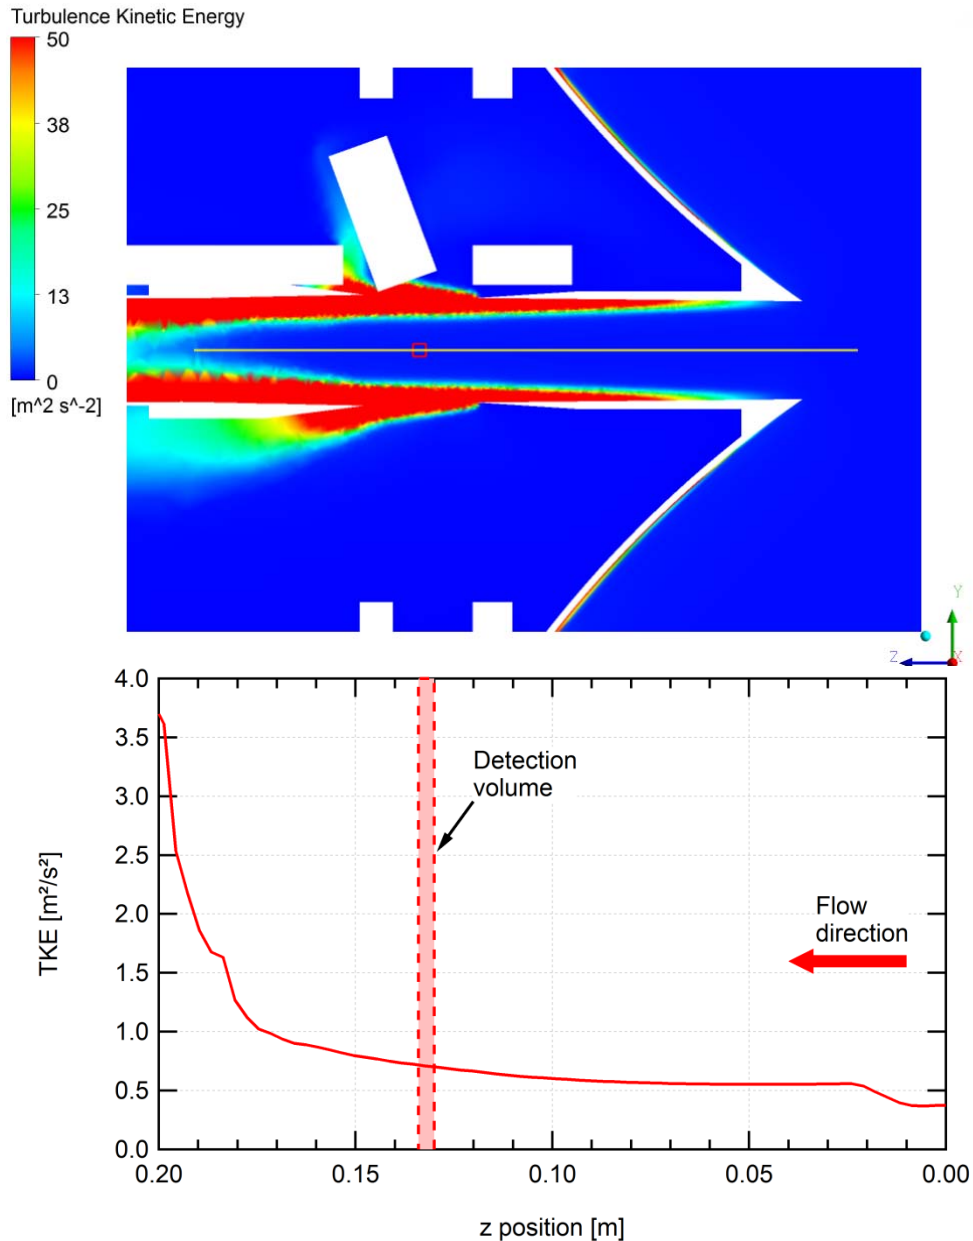 Turbulence Kinetic Energy
50
38
25
13
0
[m^2 s^-2]
Y
Z
X
4.0
3.5
3.0
2.5
2.0
1.5
1.0
0.5
0.0
TKE [m²/s²]
Detection
volume
Flow
direction
0.20
0.15
0.10
0.05
0.00
z position [m]